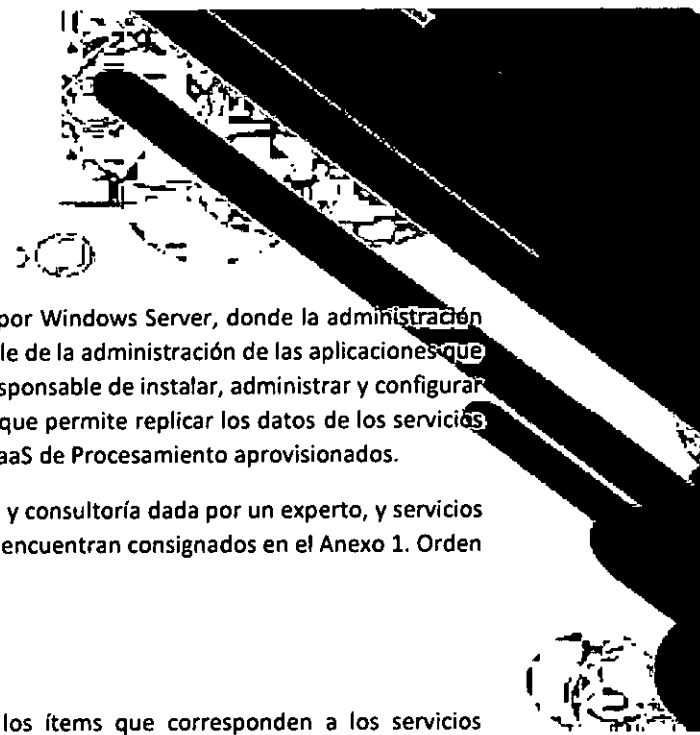 por Windows Server, donde la administración
le de la administración de las aplicaciones que
sponsable de instalar, administrar y configurar
que permite replicar los datos de los servicios
aaS de Procesamiento aprovisionados.
y consultoría dada por un experto, y servicios
encuentran consignados en el Anexo 1. Orden
los ítems que corresponden a los servicios